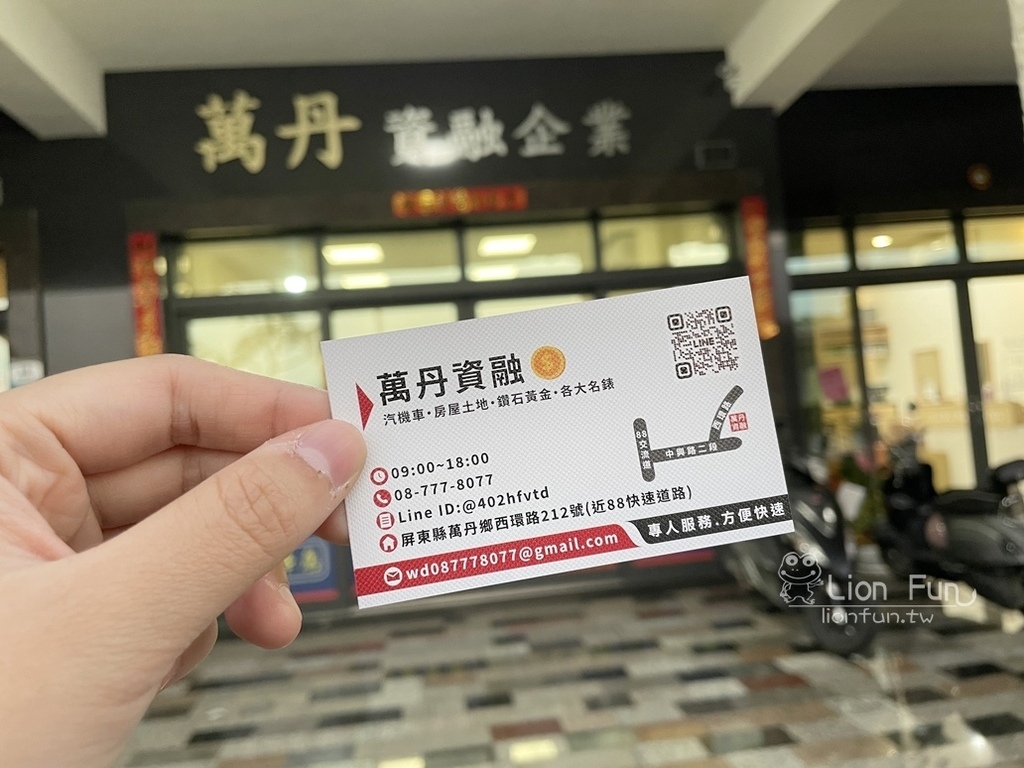 萬丹 資融企業
萬丹資融
汽機車•房屋土地•鑽石黃金•各大名錶
LINE
西環路
萬丹
資融
88交流道
中興路二段
09:00~18:00
08-777-8077
Line ID:@402hfvtd
屏東縣萬丹鄉西環路212號(近88快速道路)
專人服務.方便快速
wd087778077@gmail.com
Lion Fun
lionfun.tw